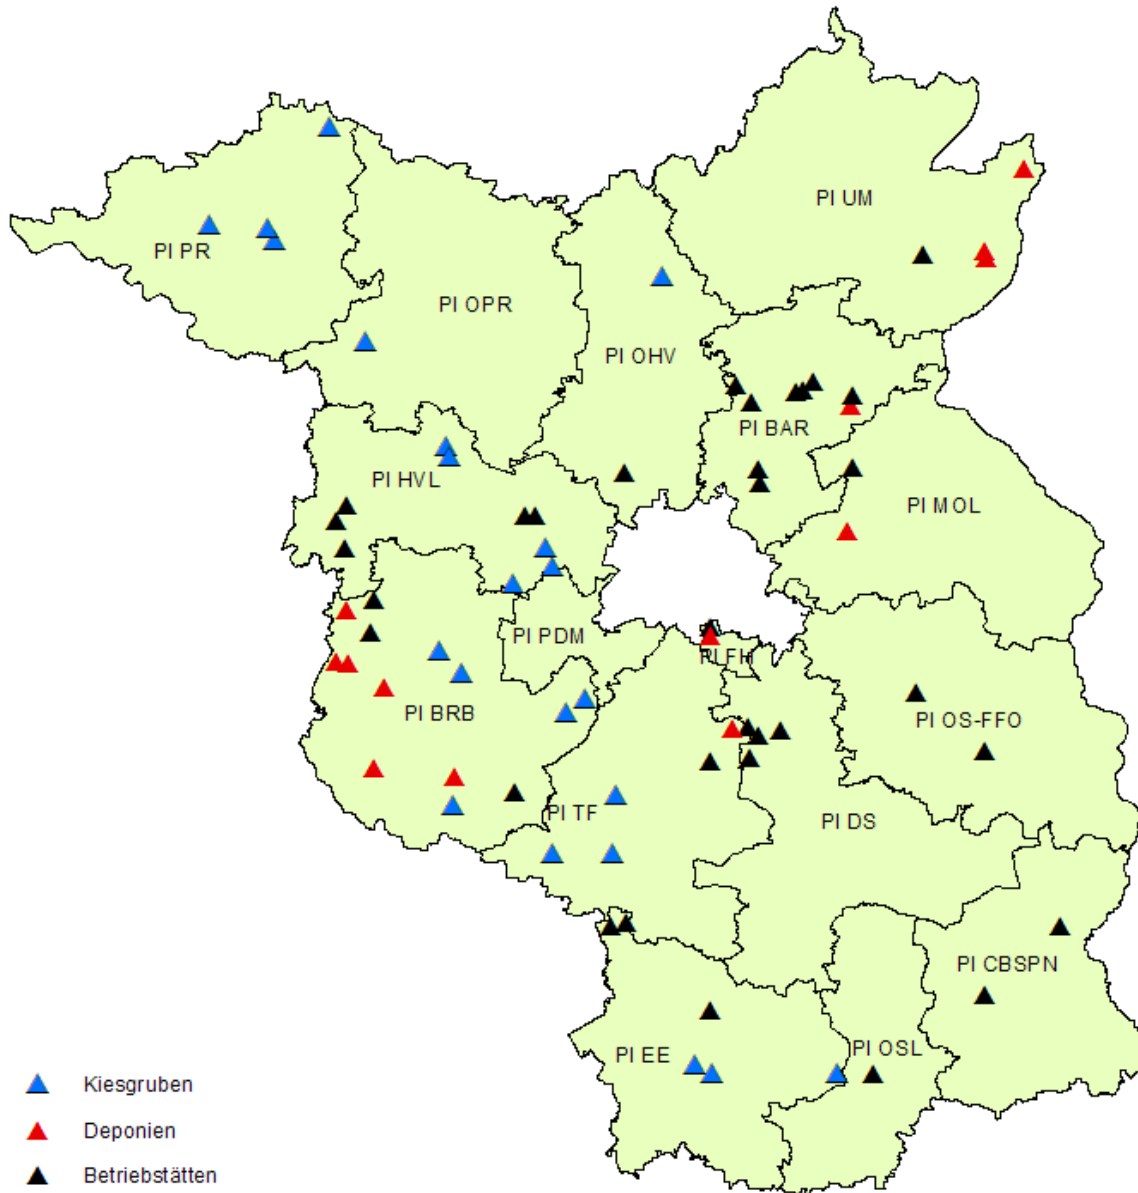 PI UM
PI PR
PI OPR
PI OHV
PI BAR
PI HVL
PI MOL
PI PDM
PI FH
PI BRB
PI OS-FFO
PI TF
PI DS
PI CBSPN
PI EE
PI OSL
Kiesgruben
Deponien
Betriebstätten